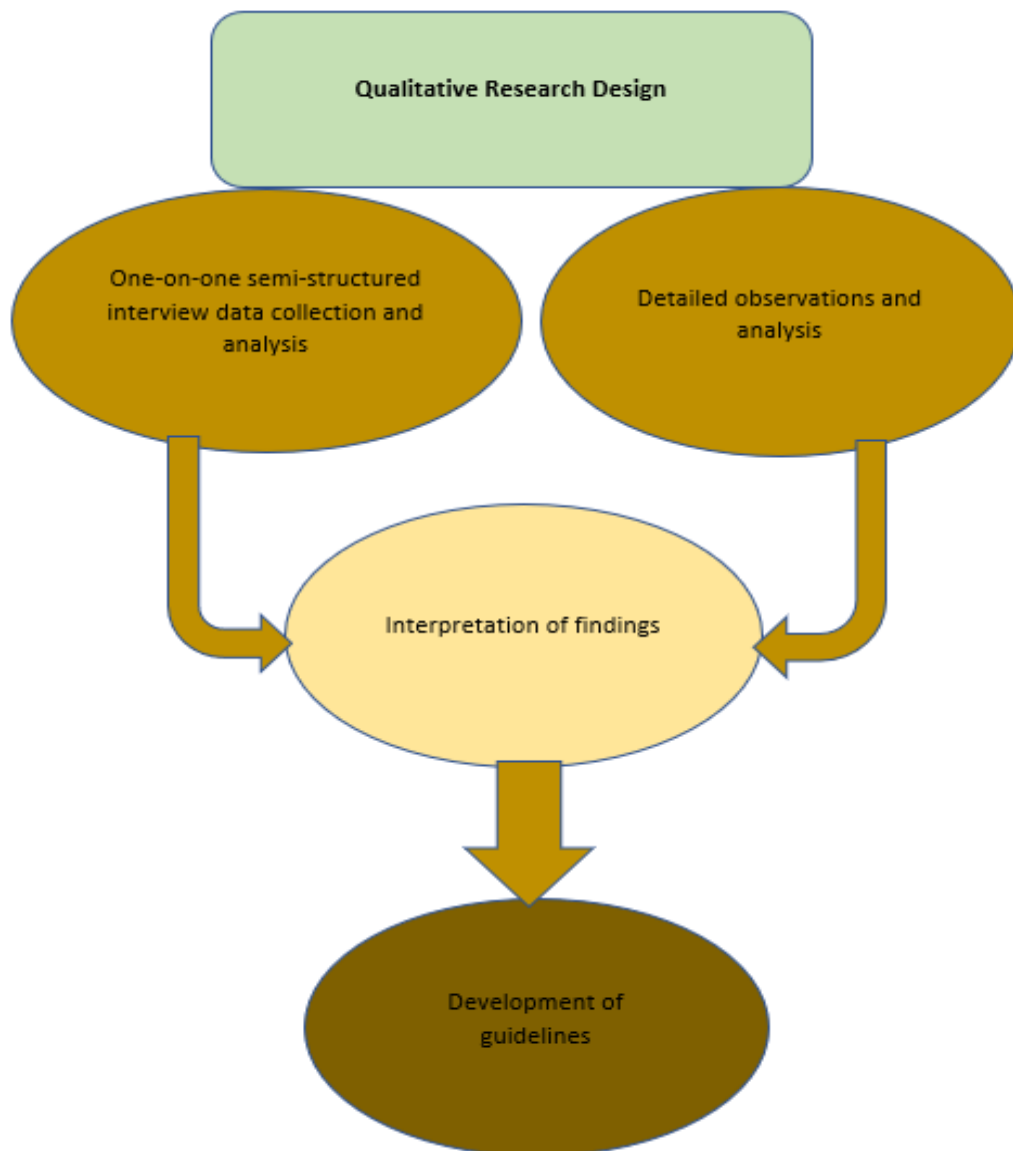 Qualitative Research Design
One-on-one semi-structured
interview data collection and
analysis
Detailed observations and
analysis
Interpretation of findings
Development of
guidelines